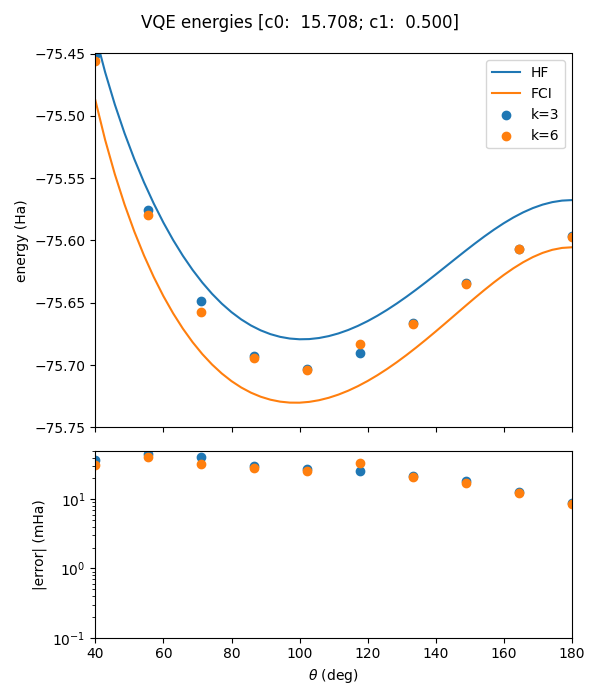 VQE energies [c0:  15.708; c1:  0.500]
−75.45
−75.50
−75.55
−75.60
−75.65
−75.70
−75.75
energy (Ha)
HF
FCI
k=3
k=6
10¹
10⁰
10⁻¹
|error| (mHa)
40 60 80 100 120 140 160 180
θ (deg)